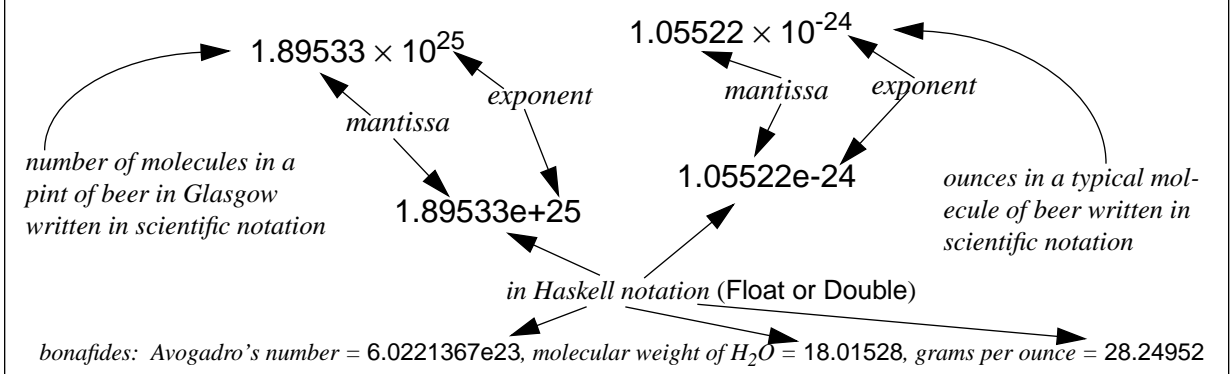 1.89533 × 10^25
1.05522 × 10^-24
exponent
mantissa
mantissa
exponent
number of molecules in a
pint of beer in Glasgow
written in scientific notation
1.89533e+25
1.05522e-24
ounces in a typical mol-
ecule of beer written in
scientific notation
in Haskell notation (Float or Double)
bonafides: Avogadro's number = 6.0221367e23, molecular weight of H2O = 18.01528, grams per ounce = 28.24952